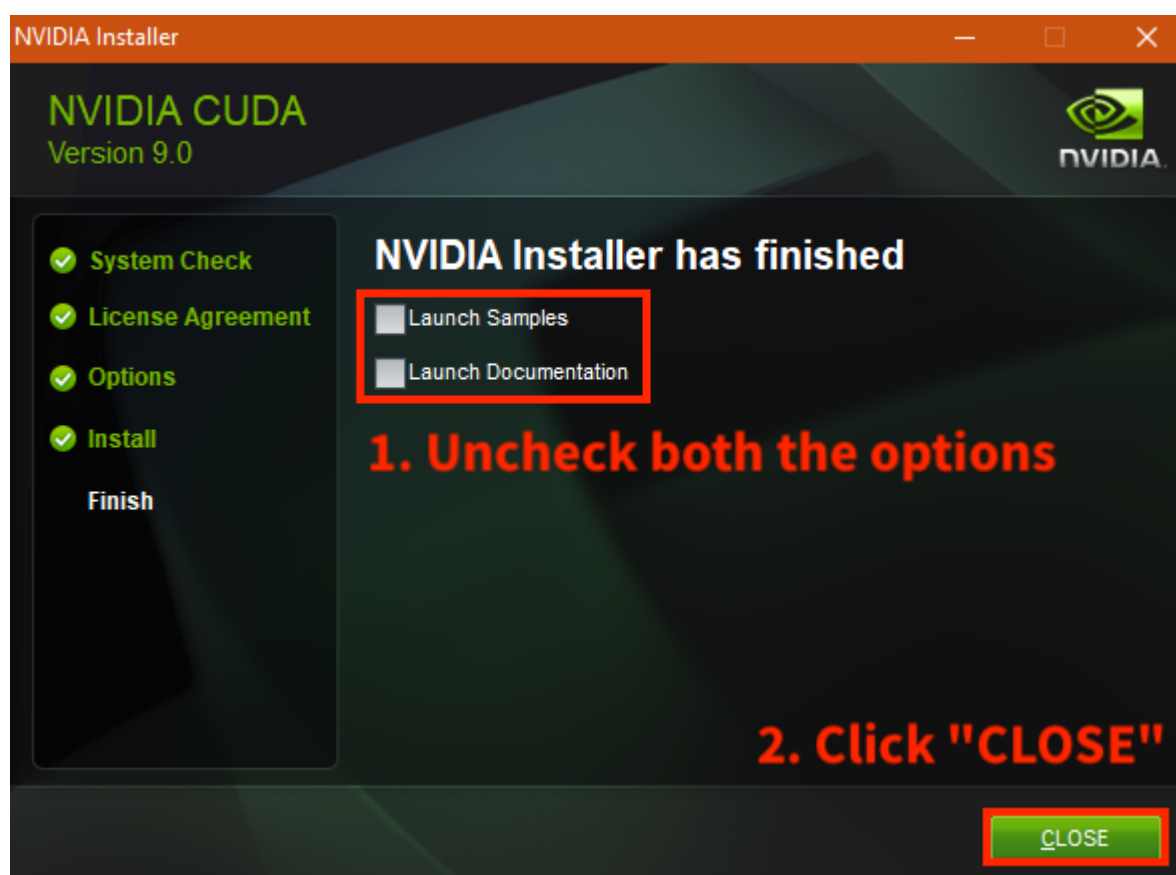 NVIDIA Installer
NVIDIA CUDA
Version 9.0
NVIDIA.
System Check
License Agreement
Options
Install
Finish
NVIDIA Installer has finished
Launch Samples
Launch Documentation
1. Uncheck both the options
2. Click "CLOSE"
CLOSE